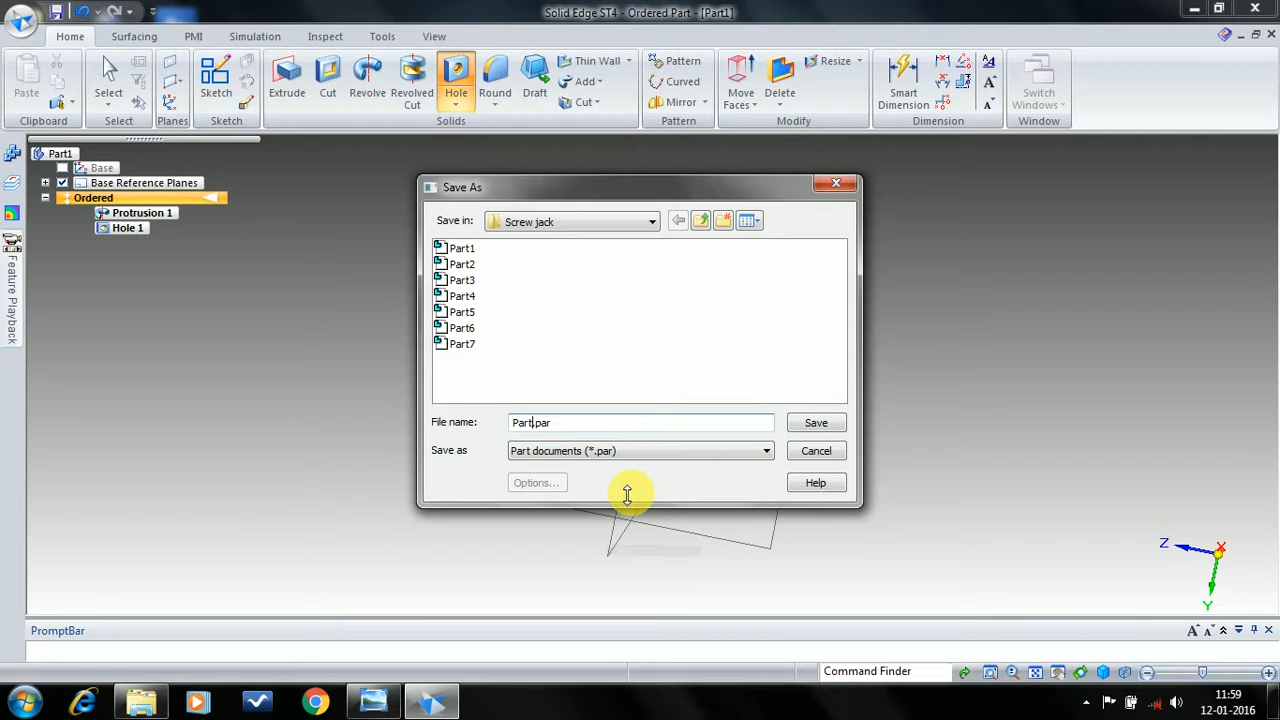 Solid Edge ST4 - Ordered Part - [Part1]
Home Surfacing PMI Simulation Inspect Tools View
Paste Select Sketch Extrude Cut Revolve Revolved Cut Hole Round Draft Thin Wall Add Cut Pattern Curved Mirror Move Faces Delete Resize Smart Dimension Switch Windows
Clipboard Select Planes Sketch Solids Pattern Modify Dimension Window
Part1
Base
Base Reference Planes
Ordered
Protrusion 1
Hole 1
Feature Playback
Save As
Save in: Screw jack
Part1
Part2
Part3
Part4
Part5
Part6
Part7
File name: Part.par Save
Save as Part documents (*.par) Cancel
Options... Help
Z X
Y
PromptBar
Command Finder
11:59
12-01-2016